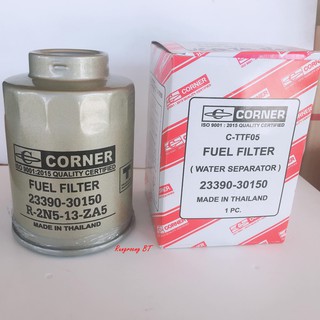 CORNER
ISO 9001:2015 QUALITY CERTIFIED
FUEL FILTER
23390-30150
R-2N5-13-ZA5
MADE IN THAILAND
CORNER
ISO 9001 : 2015 QUALITY CERTIFIED
C-TTF05
FUEL FILTER
( WATER SEPARATOR )
23390-30150
MADE IN THAILAND
1 PC.